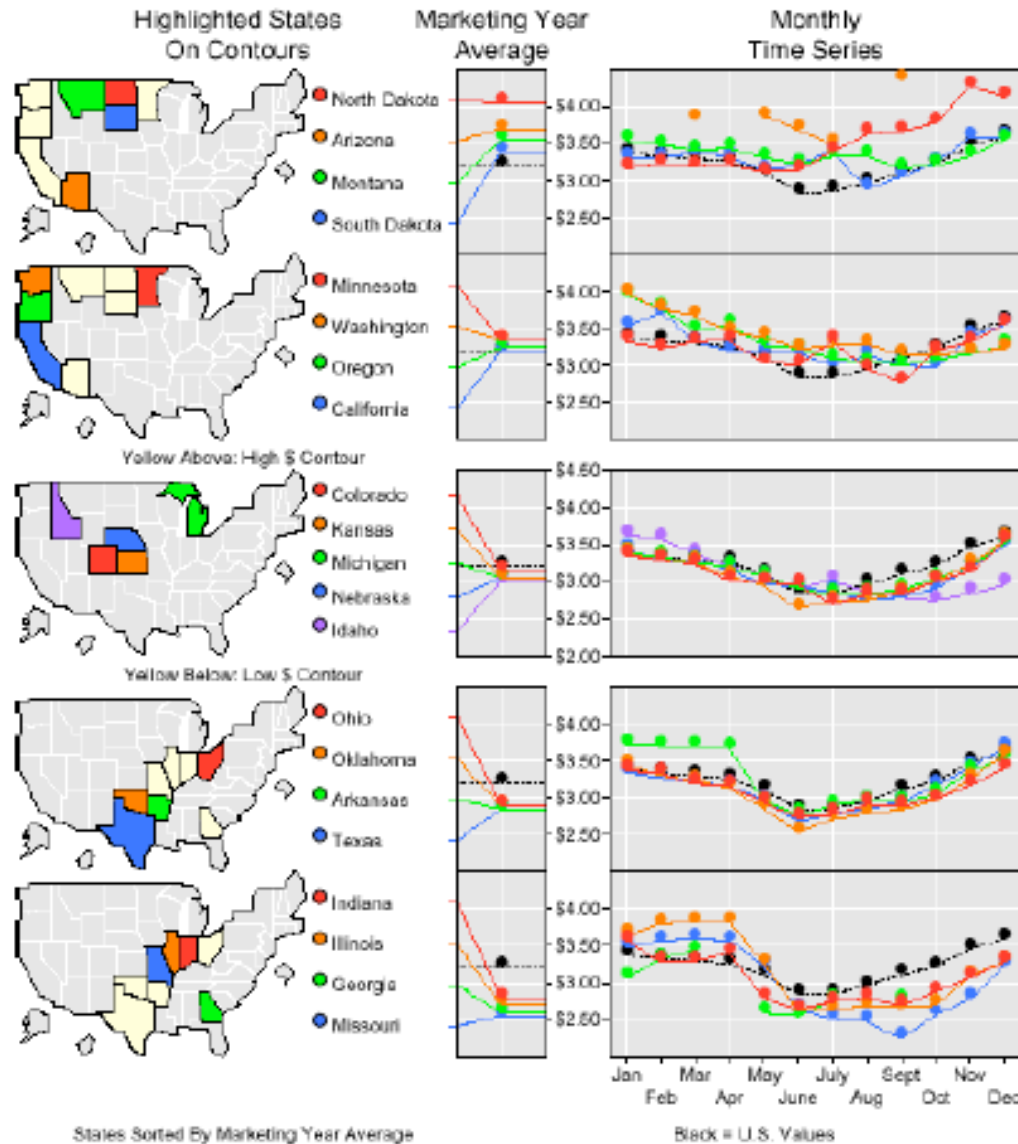 Highlighted States
On Contours
Marketing Year
Average
Monthly
Time Series
North Dakota
Arizona
Montana
South Dakota
$4.00
$3.50
$3.00
$2.50
Minnesota
Washington
Oregon
California
$4.00
$3.50
$3.00
$2.50
Yellow Above: High $ Contour
Colorado
Kansas
Michigan
Nebraska
Idaho
$4.50
$3.50
$3.00
$2.50
$2.00
Yellow Below: Low $ Contour
Ohio
Oklahoma
Arkansas
Texas
$4.00
$3.50
$3.00
$2.50
Indiana
Illinois
Georgia
Missouri
$4.00
$3.50
$3.00
$2.50
Jan Mar May July Sept Nov
Feb Apr June Aug Oct Dec
States Sorted By Marketing Year Average
Black = U.S. Values